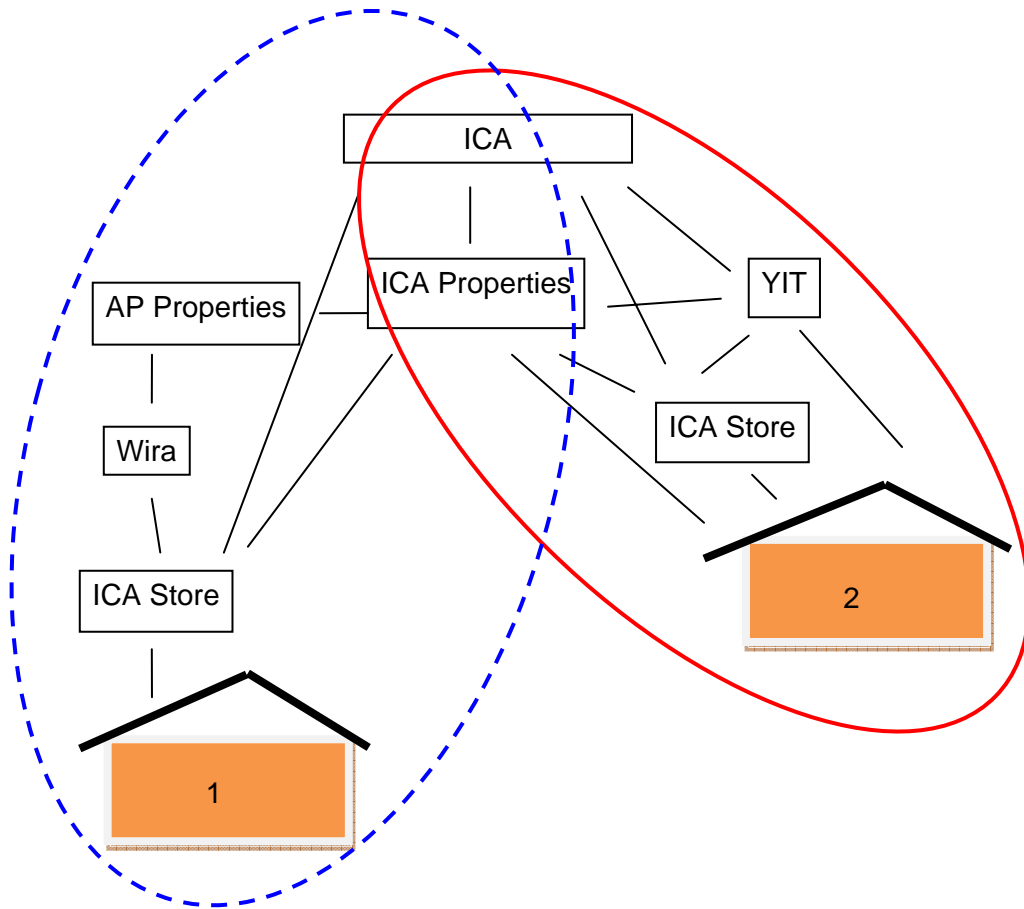 ICA
ICA Properties
YIT
AP Properties
ICA Store
Wira
ICA Store
2
1